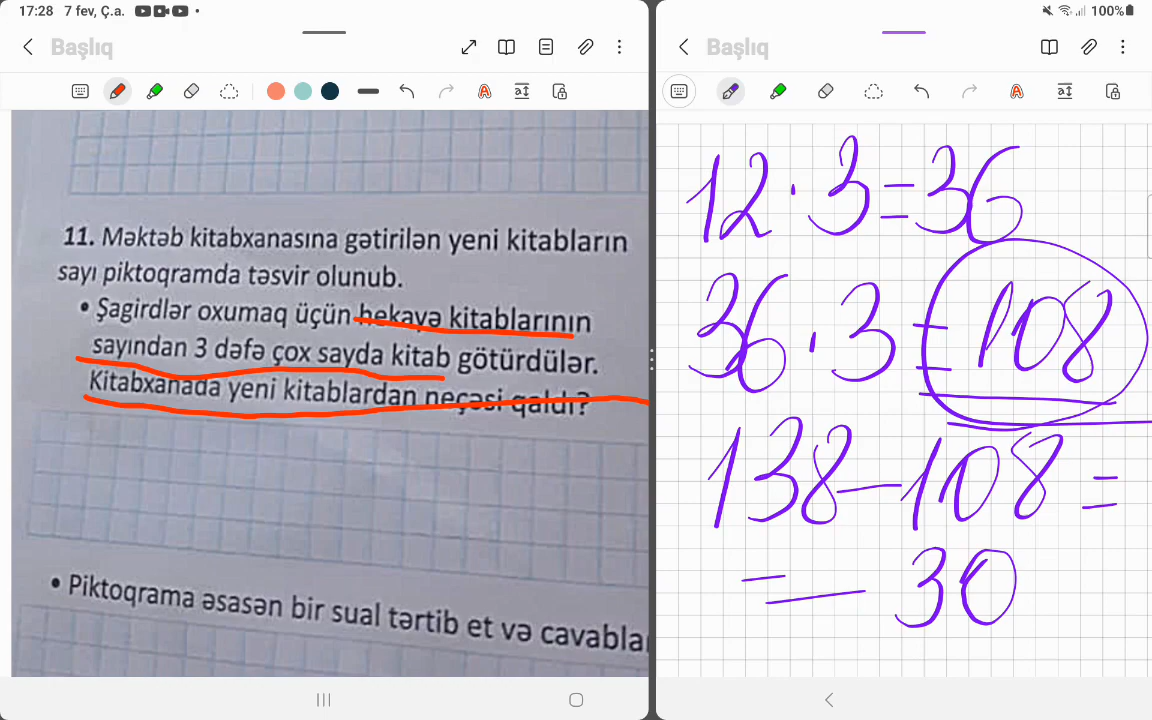 17:28 7 fev, Ç.a.
100%
Başlıq
Başlıq
11. Məktəb kitabxanasına gətirilən yeni kitabların
sayı piktoqramda təsvir olunub.
• Şagirdlər oxumaq üçün hekayə kitablarının
sayından 3 dəfə çox sayda kitab götürdülər.
Kitabxanada yeni kitablardan neçəsi qaldı?
• Piktoqrama əsasən bir sual tərtib et və cavabla
12 · 3 = 36
36 · 3 = 108
138 - 108 =
= 30